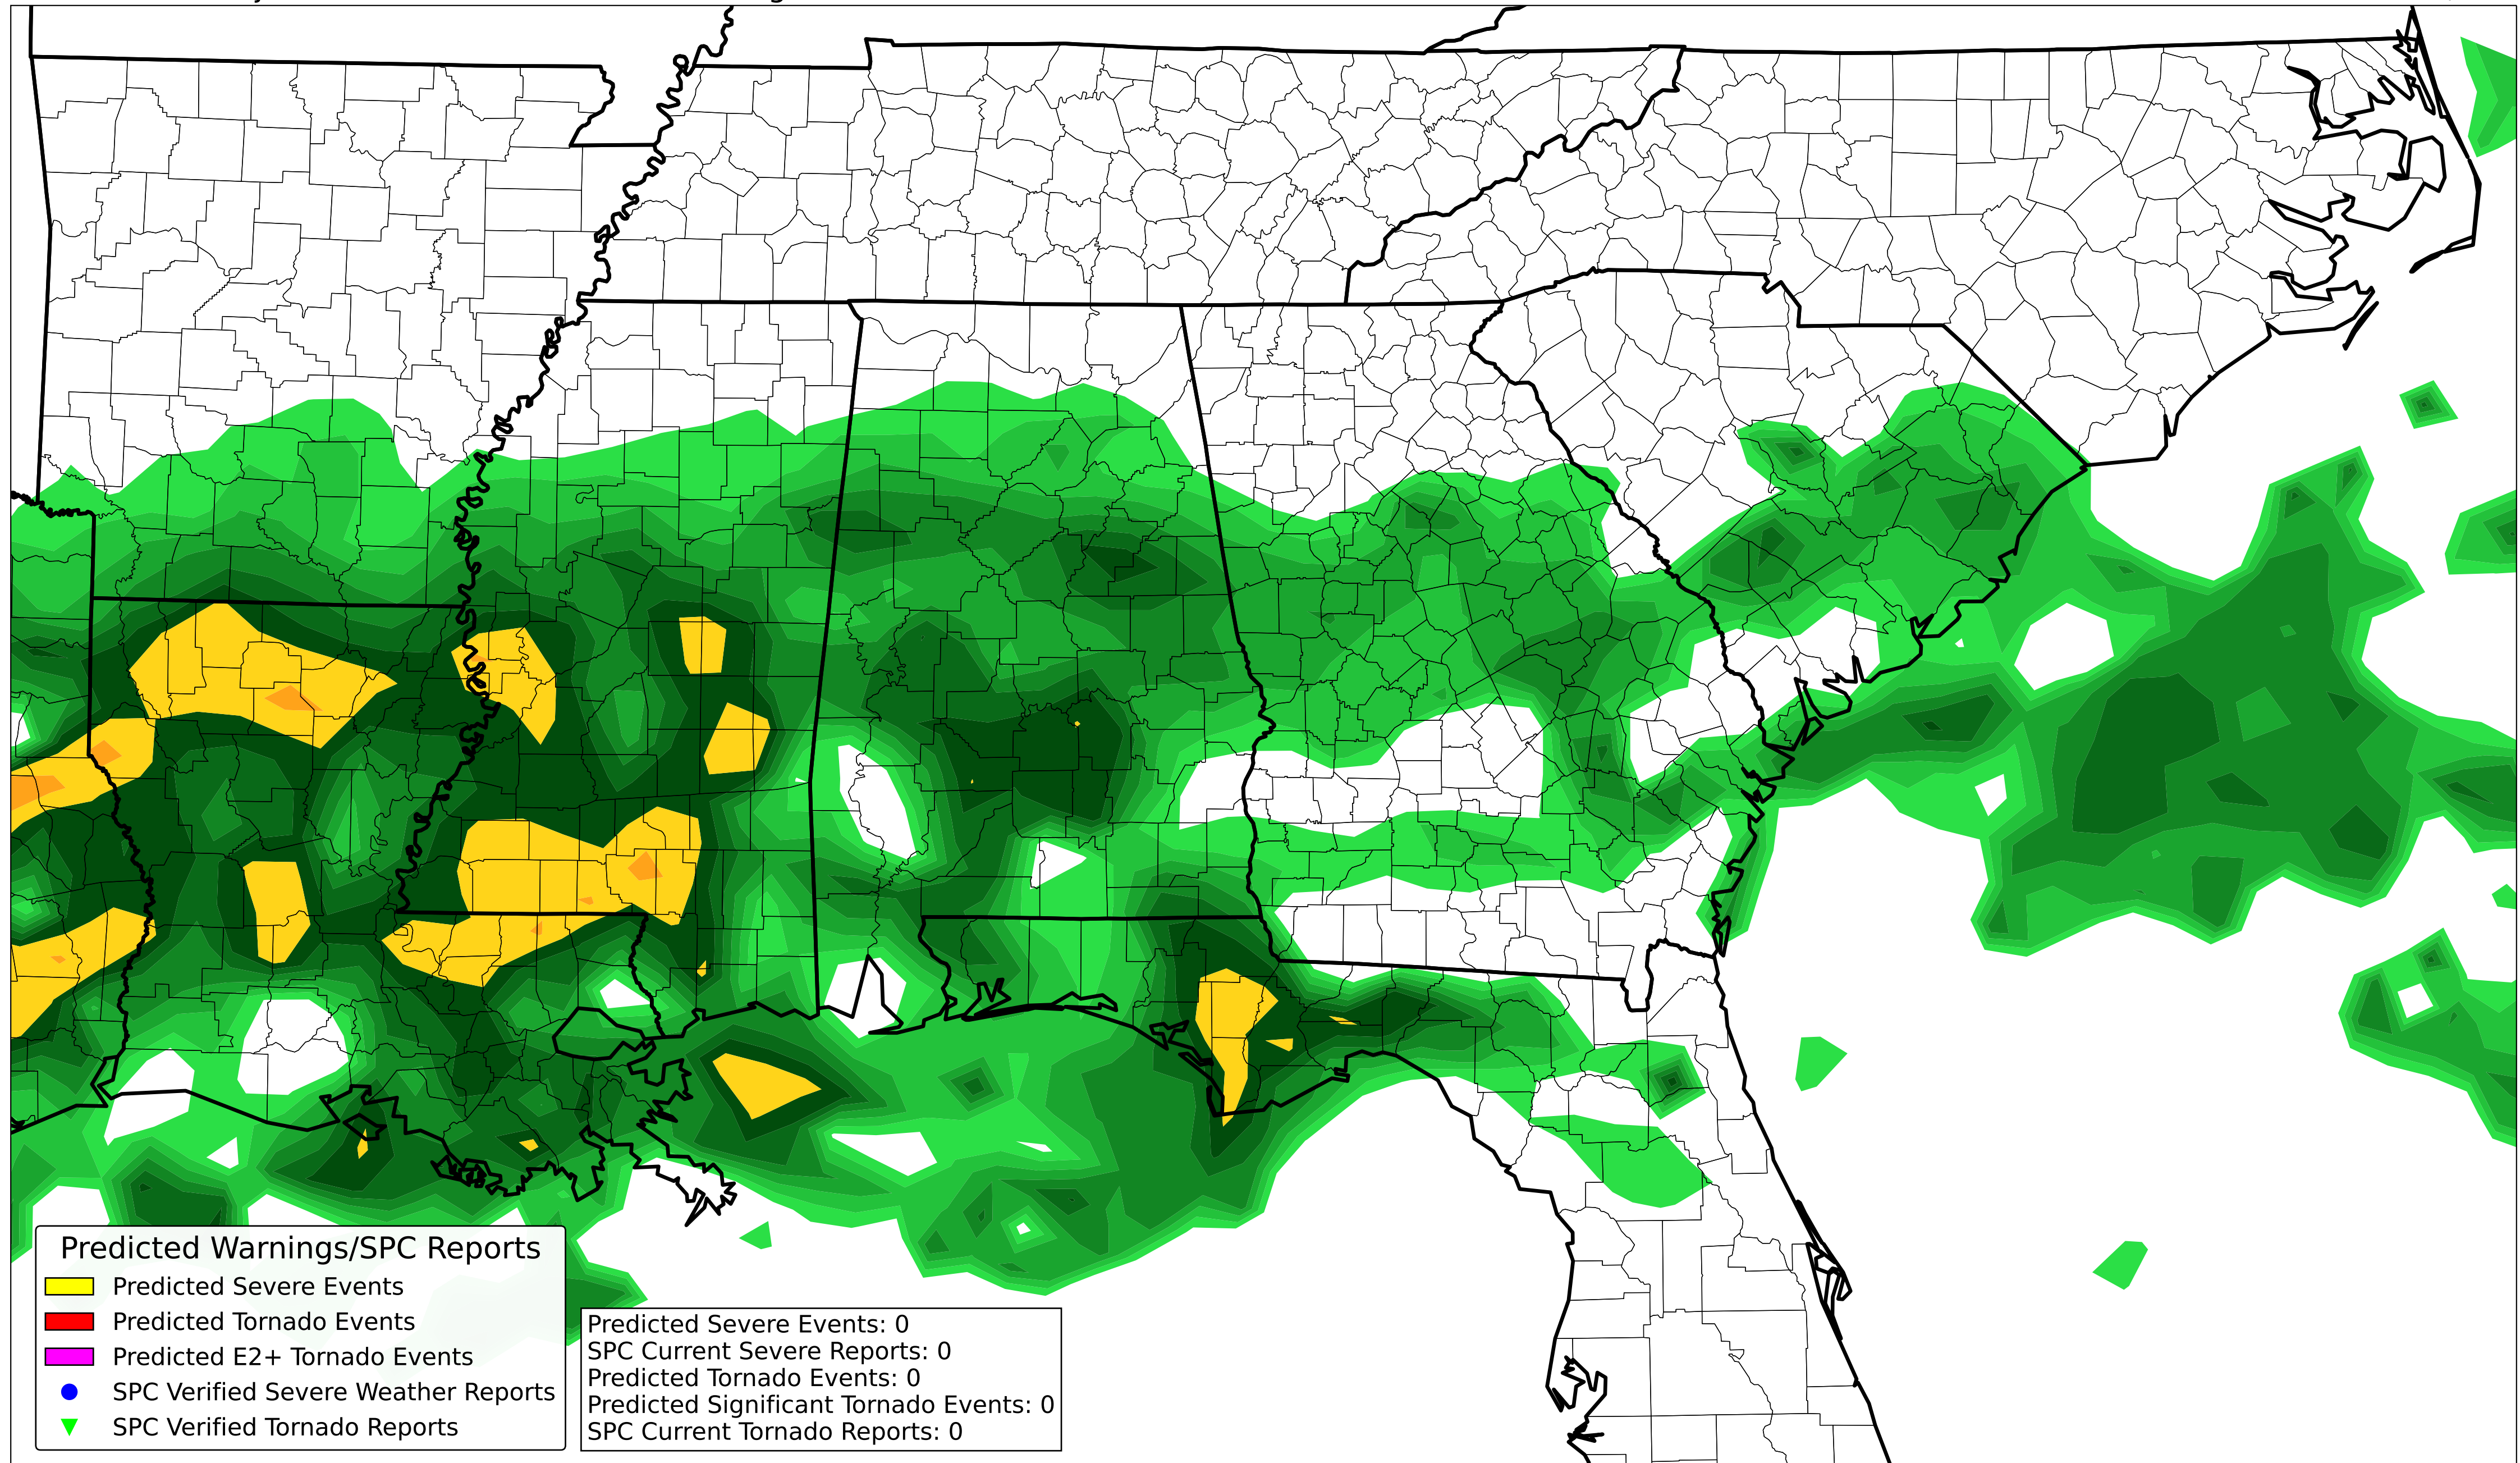 Predicted Warnings/SPC Reports
Predicted Severe Events
Predicted Tornado Events
Predicted E2+ Tornado Events
SPC Verified Severe Weather Reports
SPC Verified Tornado Reports
Predicted Severe Events: 0
SPC Current Severe Reports: 0
Predicted Tornado Events: 0
Predicted Significant Tornado Events: 0
SPC Current Tornado Reports: 0